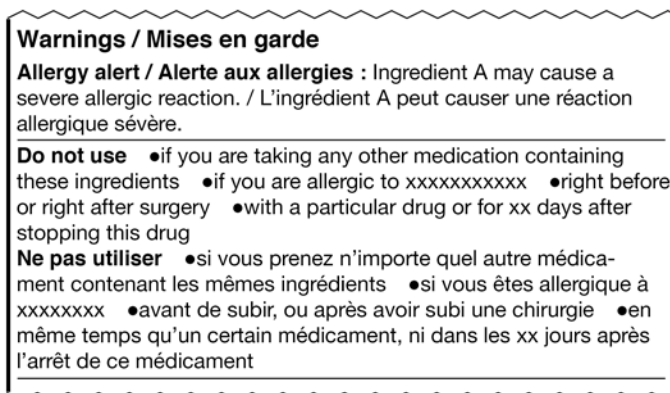 Warnings / Mises en garde
Allergy alert / Alerte aux allergies : Ingredient A may cause a
severe allergic reaction. / L’ingrédient A peut causer une réaction
allergique sévère.
Do not use ●if you are taking any other medication containing
these ingredients ●if you are allergic to xxxxxxxxxxx ●right before
or right after surgery ●with a particular drug or for xx days after
stopping this drug
Ne pas utiliser ●si vous prenez n’importe quel autre médica-
ment contenant les mêmes ingrédients ●si vous êtes allergique à
xxxxxxxx ●avant de subir, ou après avoir subi une chirurgie ●en
même temps qu’un certain médicament, ni dans les xx jours après
l’arrêt de ce médicament